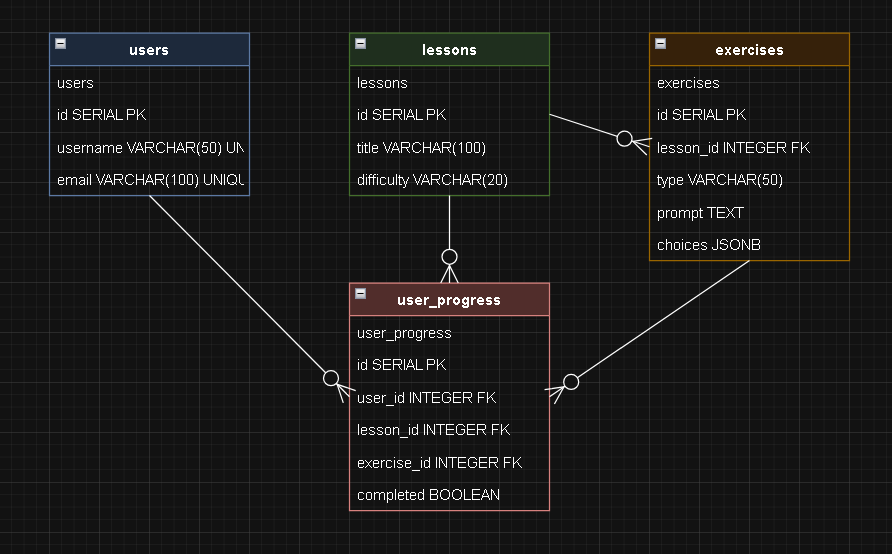 users
users
id SERIAL PK
username VARCHAR(50) UN
email VARCHAR(100) UNIQU
lessons
lessons
id SERIAL PK
title VARCHAR(100)
difficulty VARCHAR(20)
exercises
exercises
id SERIAL PK
lesson_id INTEGER FK
type VARCHAR(50)
prompt TEXT
choices JSONB
user_progress
user_progress
id SERIAL PK
user_id INTEGER FK
lesson_id INTEGER FK
exercise_id INTEGER FK
completed BOOLEAN